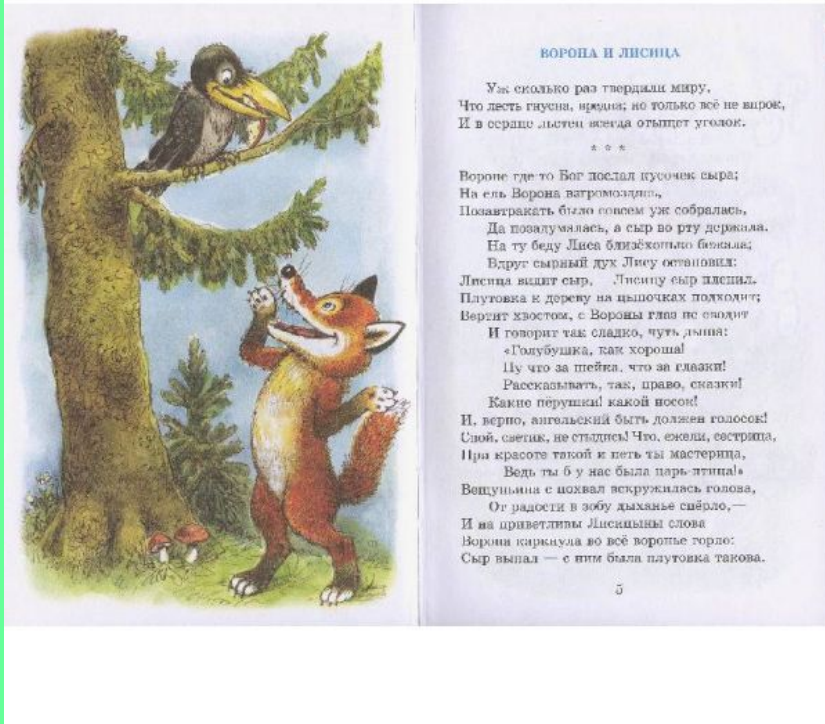 ВОРОНА И ЛИСИЦА
Уж сколько раз твердили миру,
Что лесть гнусна, вредна; но только всё не впрок,
И в сердце льстец всегда отыщет уголок.
* * *
Вороне где-то Бог послал кусочек сыра;
На ель Ворона взгромоздясь,
Позавтракать было совсем уж собралась,
Да позадумалась, а сыр во рту держала.
На ту беду Лиса близёхонько бежала;
Вдруг сырный дух Лису остановил:
Лисица видит сыр, Лисицу сыр пленил.
Плутовка к дереву на цыпочках подходит;
Вертит хвостом, с Вороны глаз не сводит
И говорит так сладко, чуть дыша:
«Голубушка, как хороша!
Ну что за шейка, что за глазки!
Рассказывать, так, право, сказки!
Какие пёрушки! какой носок!
И, верно, ангельский быть должен голосок!
Спой, светик, не стыдись! Что, ежели, сестрица,
При красоте такой и петь ты мастерица,
Ведь ты б у нас была царь-птица!»
Вещуньина с похвал вскружилась голова,
От радости в зобу дыханье спёрло, —
И на приветливы Лисицыны слова
Ворона каркнула во всё воронье горло:
Сыр выпал — с ним была плутовка такова.
5